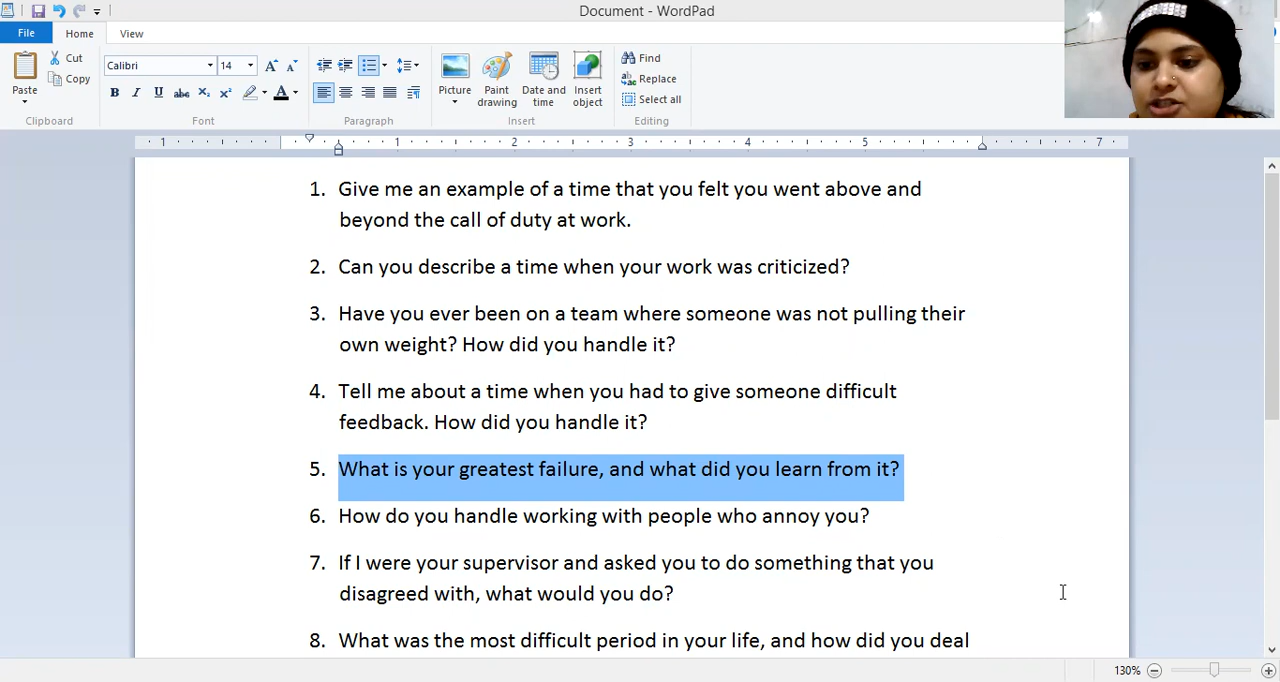 Document - WordPad
File Home View
Paste
Cut
Copy
Clipboard
Calibri 14
Font
Paragraph
Picture
Paint drawing
Date and time
Insert object
Insert
Find
Replace
Select all
Editing
1 1 2 3 4 5 7
1. Give me an example of a time that you felt you went above and
beyond the call of duty at work.
2. Can you describe a time when your work was criticized?
3. Have you ever been on a team where someone was not pulling their
own weight? How did you handle it?
4. Tell me about a time when you had to give someone difficult
feedback. How did you handle it?
5. What is your greatest failure, and what did you learn from it?
6. How do you handle working with people who annoy you?
7. If I were your supervisor and asked you to do something that you
disagreed with, what would you do?
8. What was the most difficult period in your life, and how did you deal
130%